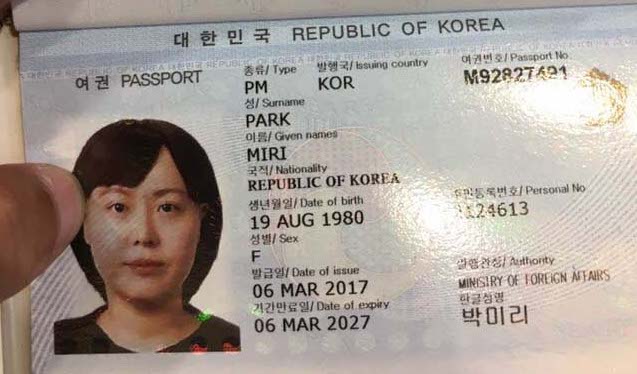 대한민국 REPUBLIC OF KOREA
여권 PASSPORT
종류/ Type 발행국/ Issuing country 여권번호/ Passport No
PM KOR
성/ Surname
PARK
이름/ Given names
MIRI
국적/ Nationality
REPUBLIC OF KOREA
생년월일/ Date of birth 주민등록번호/ Personal No
19 AUG 1980 1124613
성별/ Sex
F
발급일/ Date of issue 발행관청/ Authority
06 MAR 2017 MINISTRY OF FOREIGN AFFAIRS
기간만료일/ Date of expiry 한글성명
06 MAR 2027 박미리